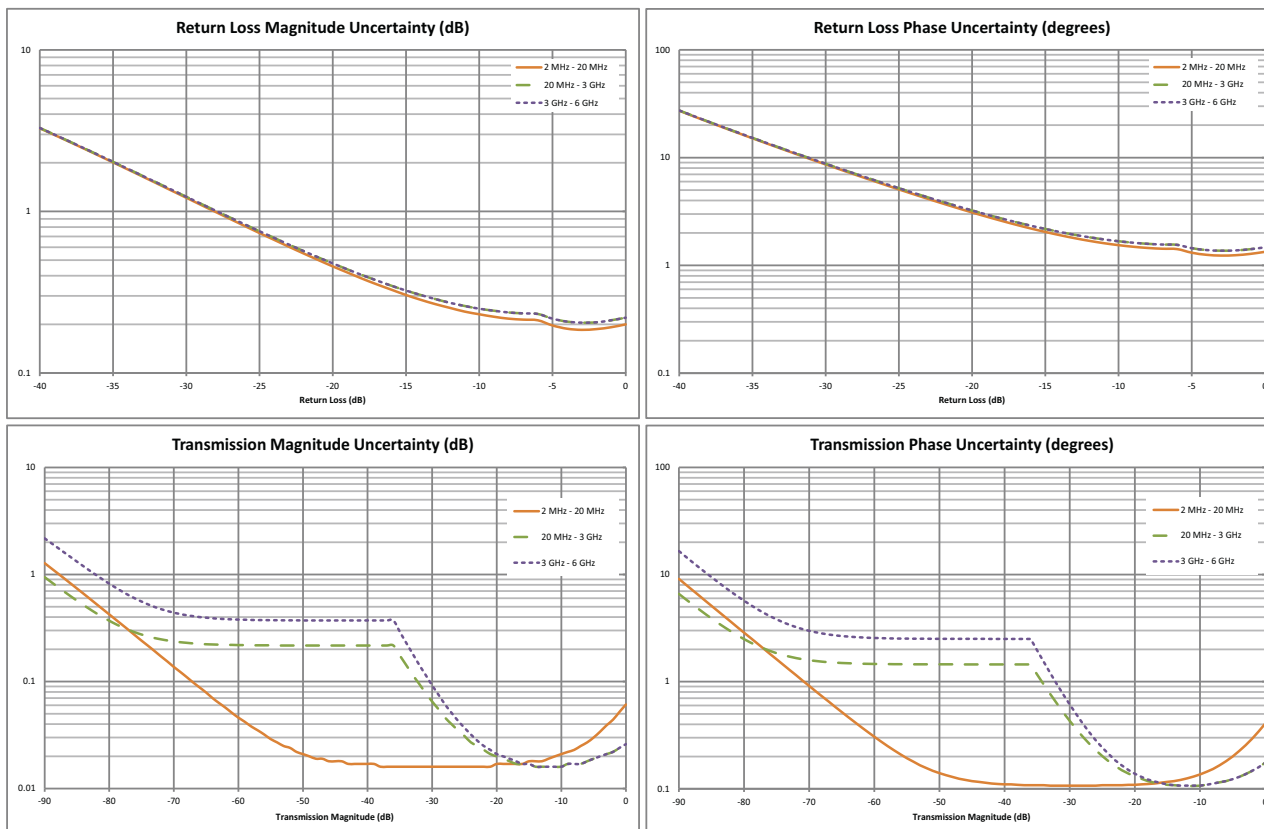 Return Loss Magnitude Uncertainty (dB)
10
1
0.1
2 MHz - 20 MHz
20 MHz - 3 GHz
3 GHz - 6 GHz
-40 -35 -30 -25 -20 -15 -10 -5 0
Return Loss (dB)
Return Loss Phase Uncertainty (degrees)
100
10
1
0.1
2 MHz - 20 MHz
20 MHz - 3 GHz
3 GHz - 6 GHz
-40 -35 -30 -25 -20 -15 -10 -5 0
Return Loss (dB)
Transmission Magnitude Uncertainty (dB)
10
1
0.1
0.01
2 MHz - 20 MHz
20 MHz - 3 GHz
3 GHz - 6 GHz
-90 -80 -70 -60 -50 -40 -30 -20 -10 0
Transmission Magnitude (dB)
Transmission Phase Uncertainty (degrees)
100
10
1
0.1
2 MHz - 20 MHz
20 MHz - 3 GHz
3 GHz - 6 GHz
-90 -80 -70 -60 -50 -40 -30 -20 -10 0
Transmission Magnitude (dB)